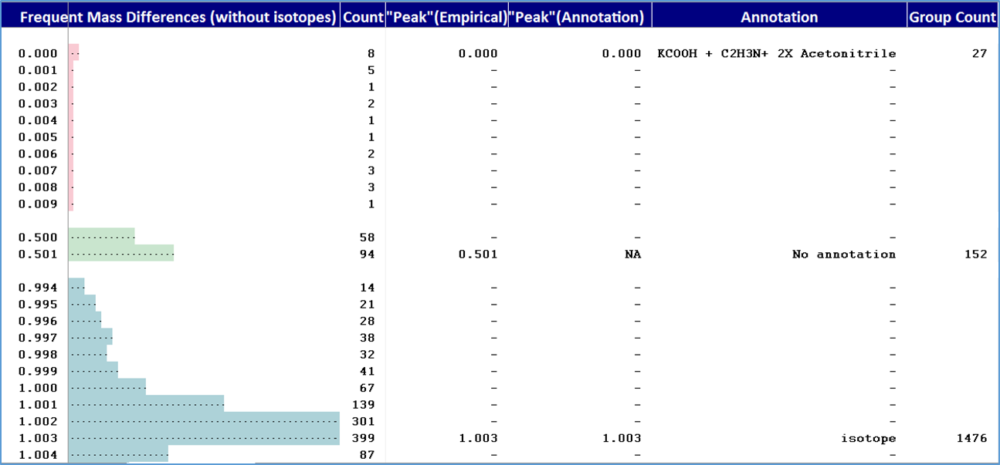 Frequent Mass Differences (without isotopes) Count "Peak"(Empirical) "Peak"(Annotation) Annotation Group Count
0.000 8 0.000 0.000 KCOOH + C2H3N+ 2X Acetonitrile 27
0.001 5 – – –
0.002 1 – – –
0.003 2 – – –
0.004 1 – – –
0.005 1 – – –
0.006 2 – – –
0.007 3 – – –
0.008 3 – – –
0.009 1 – – –
0.500 58 – – –
0.501 94 0.501 NA No annotation 152
0.994 14 – – –
0.995 21 – – –
0.996 28 – – –
0.997 38 – – –
0.998 32 – – –
0.999 41 – – –
1.000 67 – – –
1.001 139 – – –
1.002 301 – – –
1.003 399 1.003 1.003 isotope 1476
1.004 87 – – –